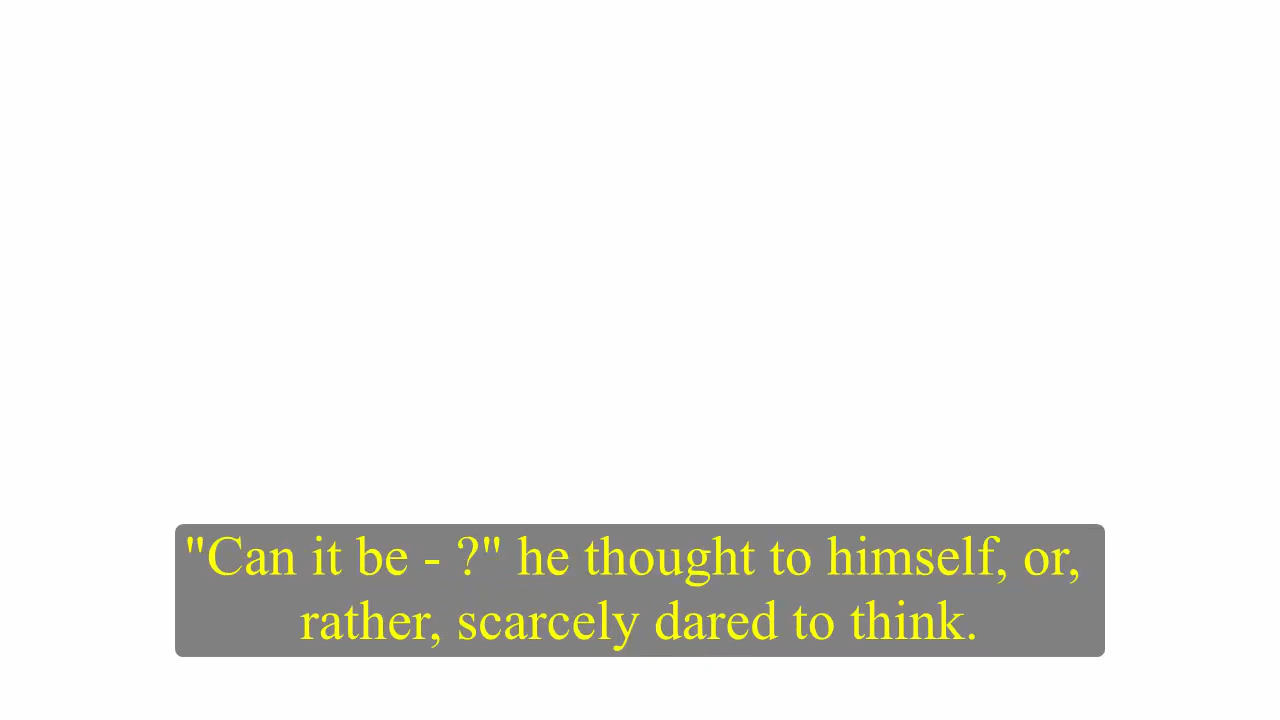 "Can it be - ?" he thought to himself, or,
rather, scarcely dared to think.